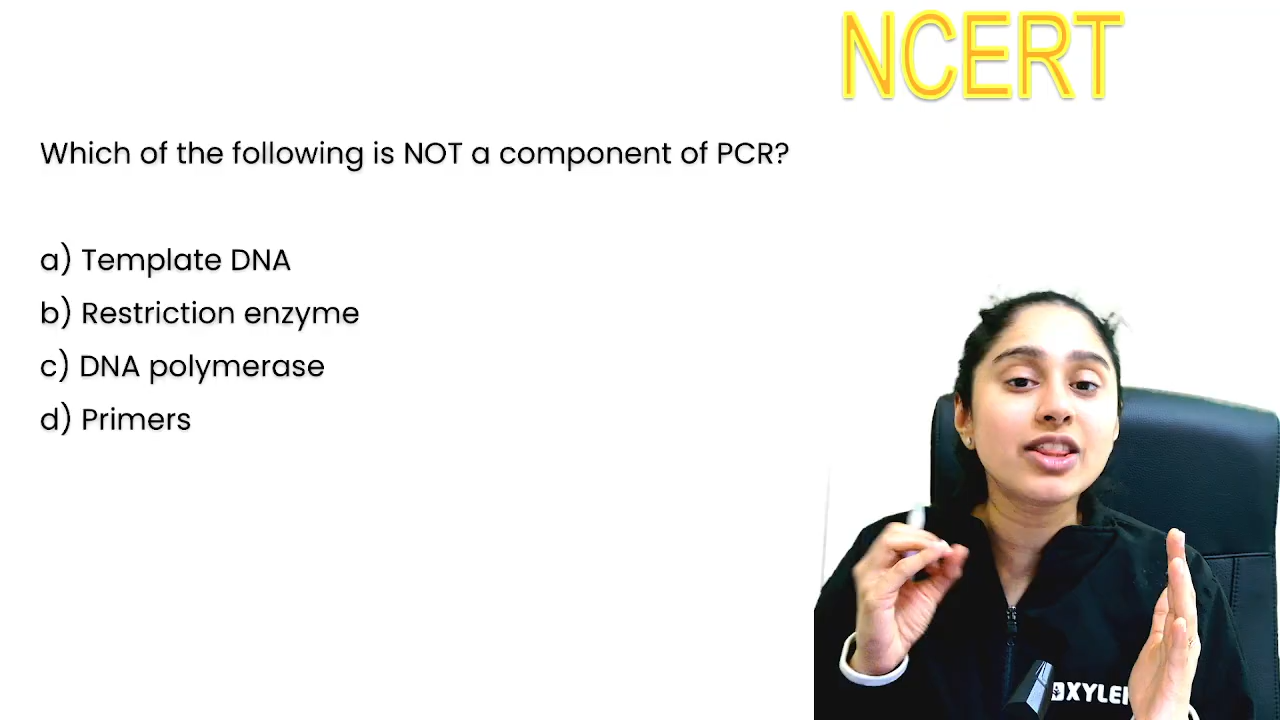 NCERT
Which of the following is NOT a component of PCR?
a) Template DNA
b) Restriction enzyme
c) DNA polymerase
d) Primers